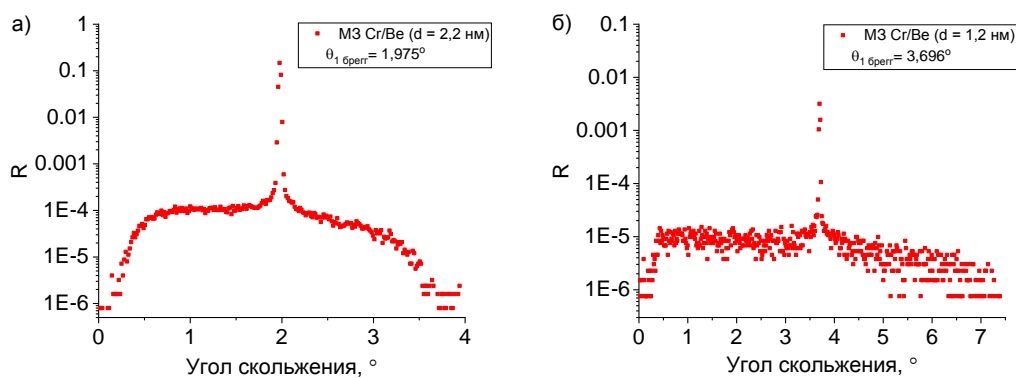 а)
МЗ Cr/Be (d = 2,2 нм)
θ1 брегг= 1,975°
R
1
0.1
0.01
0.001
1E-4
1E-5
1E-6
0 1 2 3 4
Угол скольжения, °
б)
МЗ Cr/Be (d = 1,2 нм)
θ1 брегг= 3,696°
R
0.1
0.01
0.001
1E-4
1E-5
1E-6
0 1 2 3 4 5 6 7
Угол скольжения, °